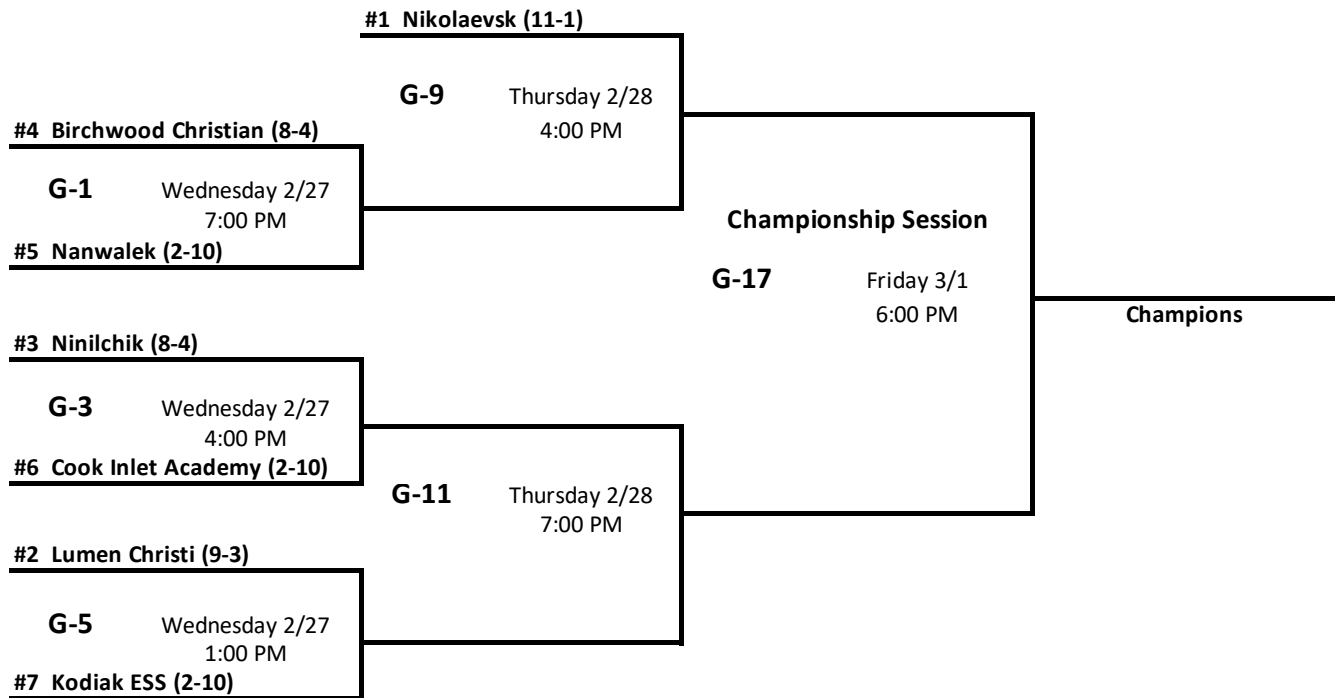 #1 Nikolaevsk (11-1)
G-9 Thursday 2/28
4:00 PM
#4 Birchwood Christian (8-4)
G-1 Wednesday 2/27
7:00 PM
#5 Nanwalek (2-10)
Championship Session
G-17 Friday 3/1
6:00 PM
Champions
#3 Ninilchik (8-4)
G-3 Wednesday 2/27
4:00 PM
#6 Cook Inlet Academy (2-10)
G-11 Thursday 2/28
7:00 PM
#2 Lumen Christi (9-3)
G-5 Wednesday 2/27
1:00 PM
#7 Kodiak ESS (2-10)